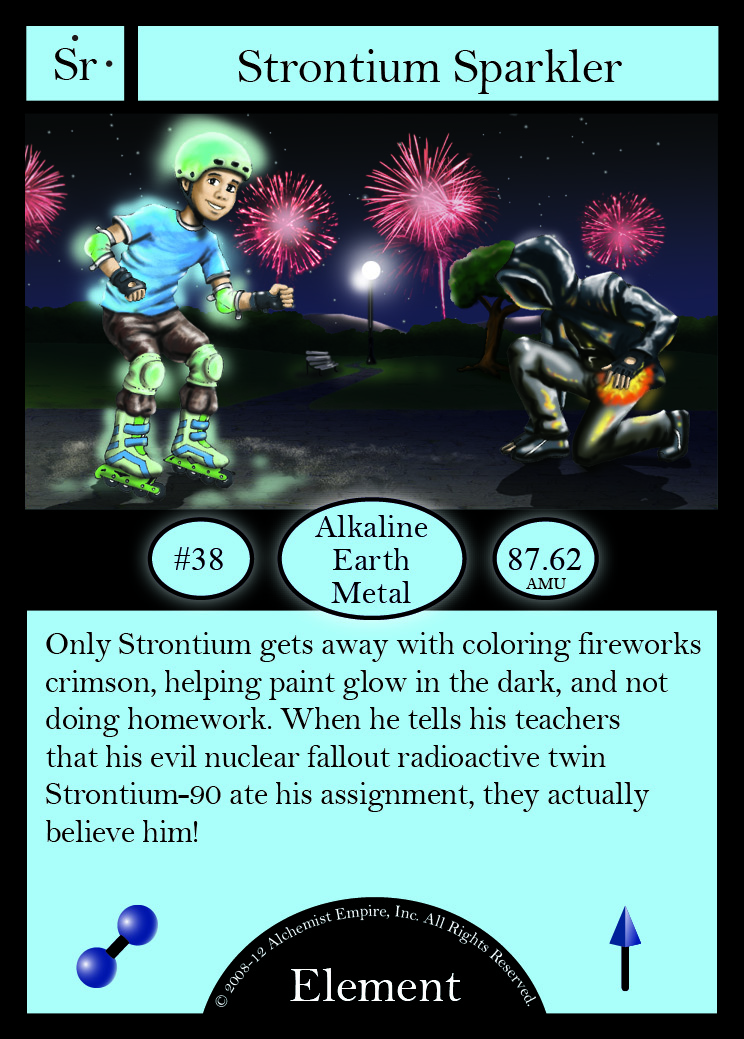 Sr
Strontium Sparkler
#38
Alkaline
Earth
Metal
87.62
AMU
Only Strontium gets away with coloring fireworks
crimson, helping paint glow in the dark, and not
doing homework. When he tells his teachers
that his evil nuclear fallout radioactive twin
Strontium-90 ate his assignment, they actually
believe him!
© 2008-12 Alchemist Empire, Inc. All Rights Reserved.
Element